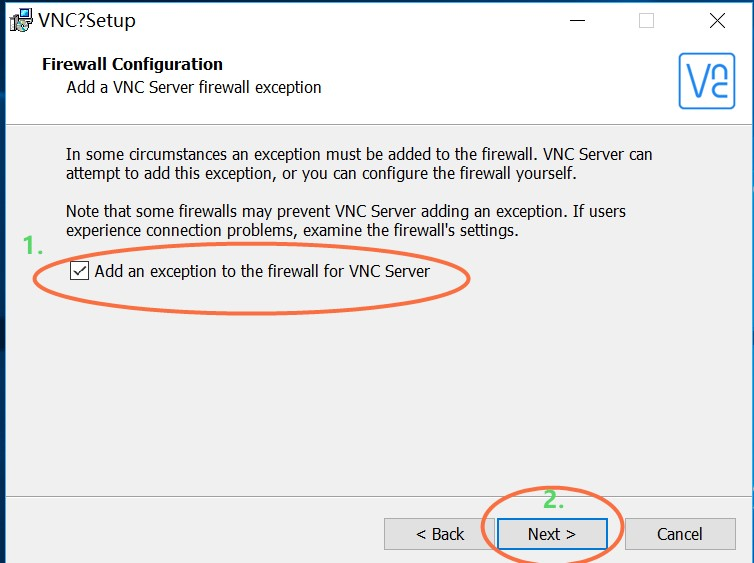 VNC?Setup
Firewall Configuration
Add a VNC Server firewall exception
VNC
In some circumstances an exception must be added to the firewall. VNC Server can
attempt to add this exception, or you can configure the firewall yourself.
Note that some firewalls may prevent VNC Server adding an exception. If users
experience connection problems, examine the firewall's settings.
1.
Add an exception to the firewall for VNC Server
2.
< Back
Next >
Cancel